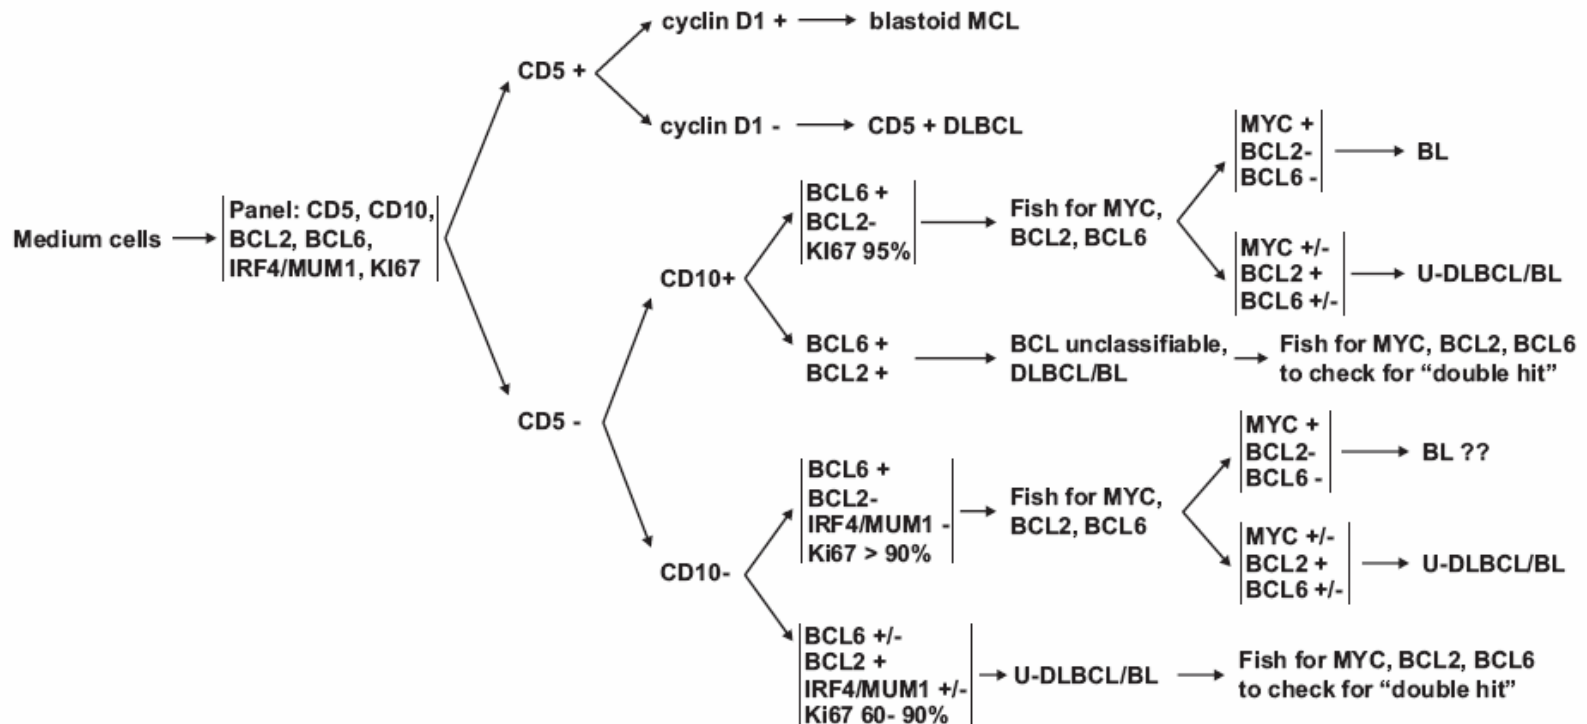 cyclin D1 +
blastoid MCL
CD5 +
cyclin D1 -
CD5 + DLBCL
Medium cells
Panel: CD5, CD10,
BCL2, BCL6,
IRF4/MUM1, KI67
CD5 -
CD10+
BCL6 +
BCL2-
KI67 95%
Fish for MYC,
BCL2, BCL6
MYC +
BCL2-
BCL6 -
BL
MYC +/-
BCL2 +
BCL6 +/-
U-DLBCL/BL
BCL6 +
BCL2 +
BCL unclassifiable,
DLBCL/BL
Fish for MYC, BCL2, BCL6
to check for “double hit”
CD10-
BCL6 +
BCL2-
IRF4/MUM1 -
Ki67 > 90%
Fish for MYC,
BCL2, BCL6
MYC +
BCL2-
BCL6 -
BL ??
MYC +/-
BCL2 +
BCL6 +/-
U-DLBCL/BL
BCL6 +/-
BCL2 +
IRF4/MUM1 +/-
Ki67 60- 90%
U-DLBCL/BL
Fish for MYC, BCL2, BCL6
to check for “double hit”